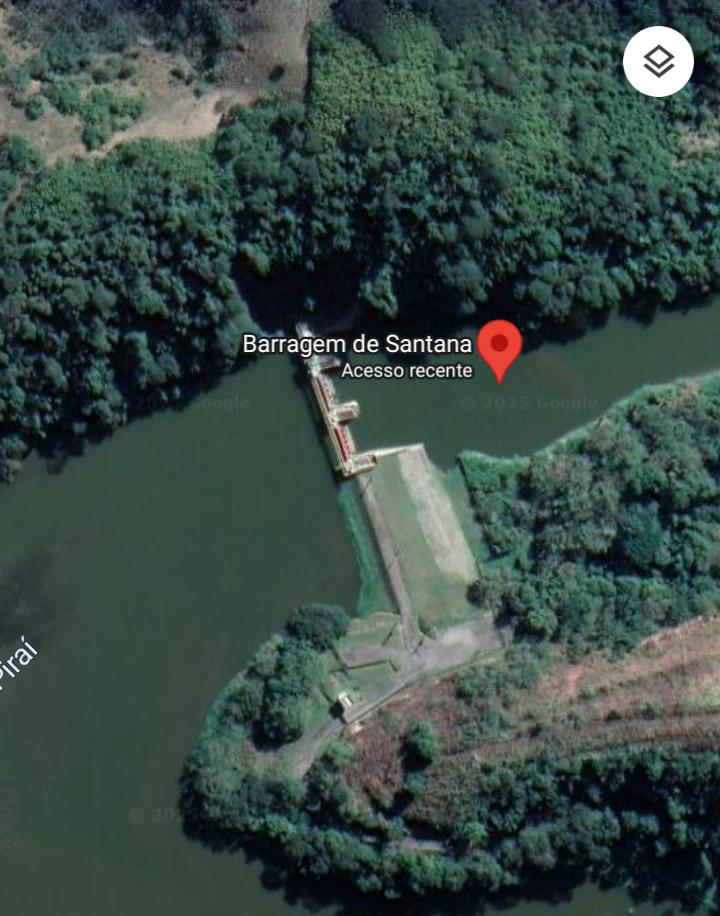 Barragem de Santana
Acesso recente
© 2025 Google
Piraí